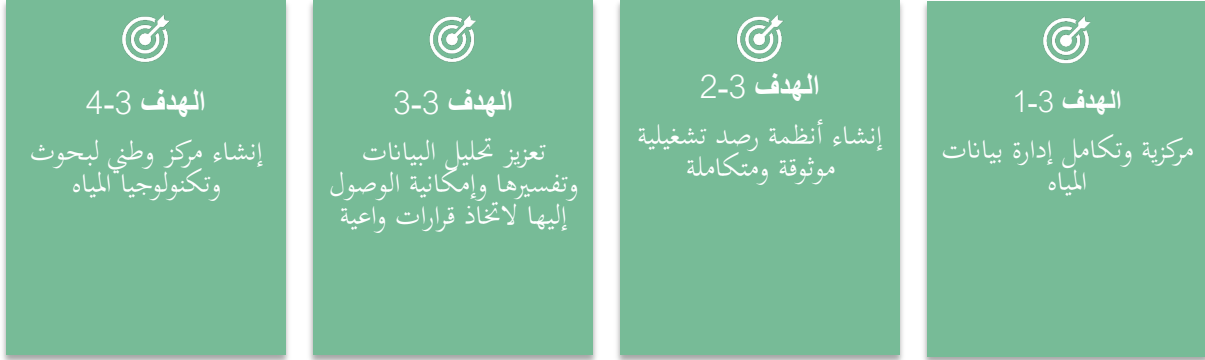 الهدف 3-1
مركزية وتكامل إدارة بيانات
المياه
الهدف 3-2
إنشاء أنظمة رصد تشغيلية
موثوقة ومتكاملة
الهدف 3-3
تعزيز تحليل البيانات
وتفسيرها وإمكانية الوصول
إليها لاتخاذ قرارات واعية
الهدف 3-4
إنشاء مركز وطني لبحوث
وتكنولوجيا المياه